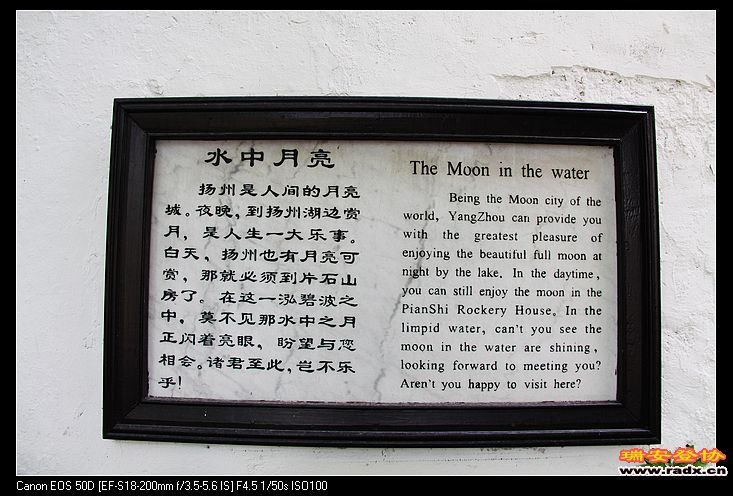 水中月亮
扬州是人间的月亮
城。夜晚，到扬州湖边赏
月，是人生一大乐事。
白天，扬州也有月亮可
赏，那就必须到片石山
房了。在这一泓碧波之
中，莫不见那水中之月
正闪着亮眼，盼望与您
相会。诸君至此，岂不乐
乎！
The Moon in the water
Being the Moon city of the
world, YangZhou can provide you
with the greatest pleasure of
enjoying the beautiful full moon at
night by the lake. In the daytime,
you can still enjoy the moon in the
PianShi Rockery House. In the
limpid water, can't you see the
moon in the water are shining,
looking forward to meeting you?
Aren't you happy to visit here?
瑞安登协
www.radx.cn
Canon EOS 50D [EF-S18-200mm f/3.5-5.6 IS] F4.5 1/50s ISO100